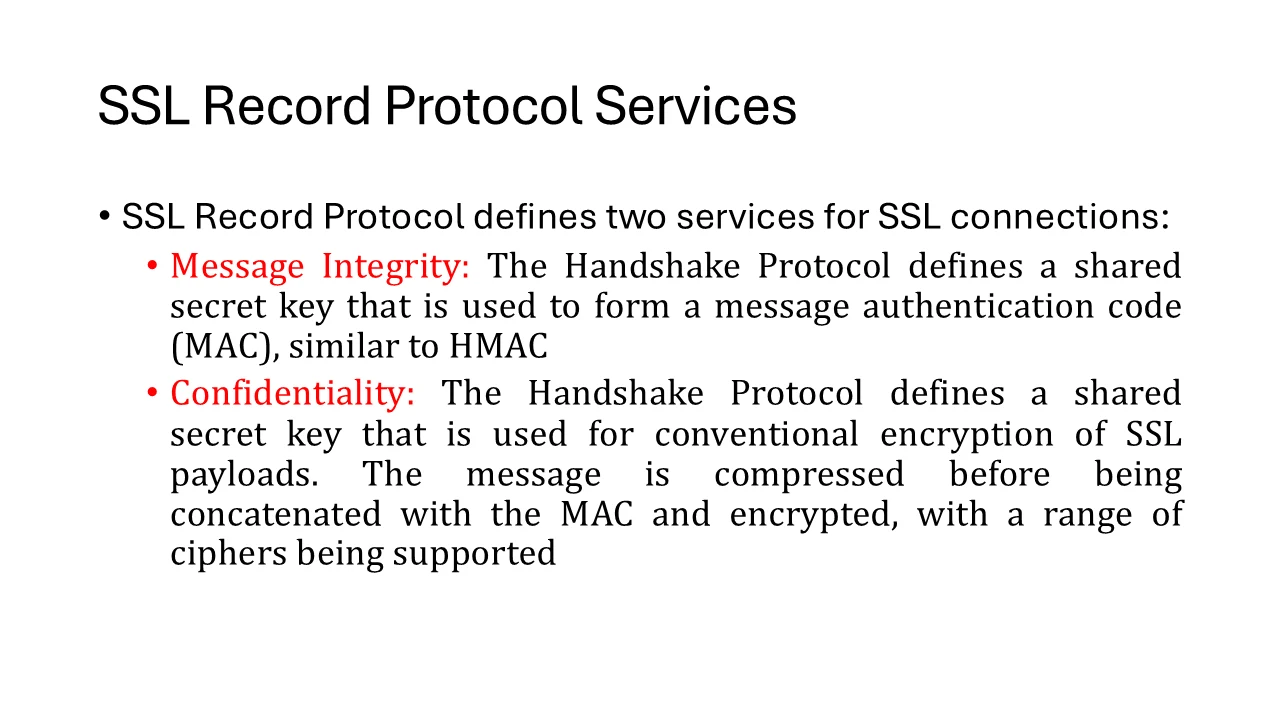 SSL Record Protocol Services
• SSL Record Protocol defines two services for SSL connections:
• Message Integrity: The Handshake Protocol defines a shared
secret key that is used to form a message authentication code
(MAC), similar to HMAC
• Confidentiality: The Handshake Protocol defines a shared
secret key that is used for conventional encryption of SSL
payloads. The message is compressed before being
concatenated with the MAC and encrypted, with a range of
ciphers being supported